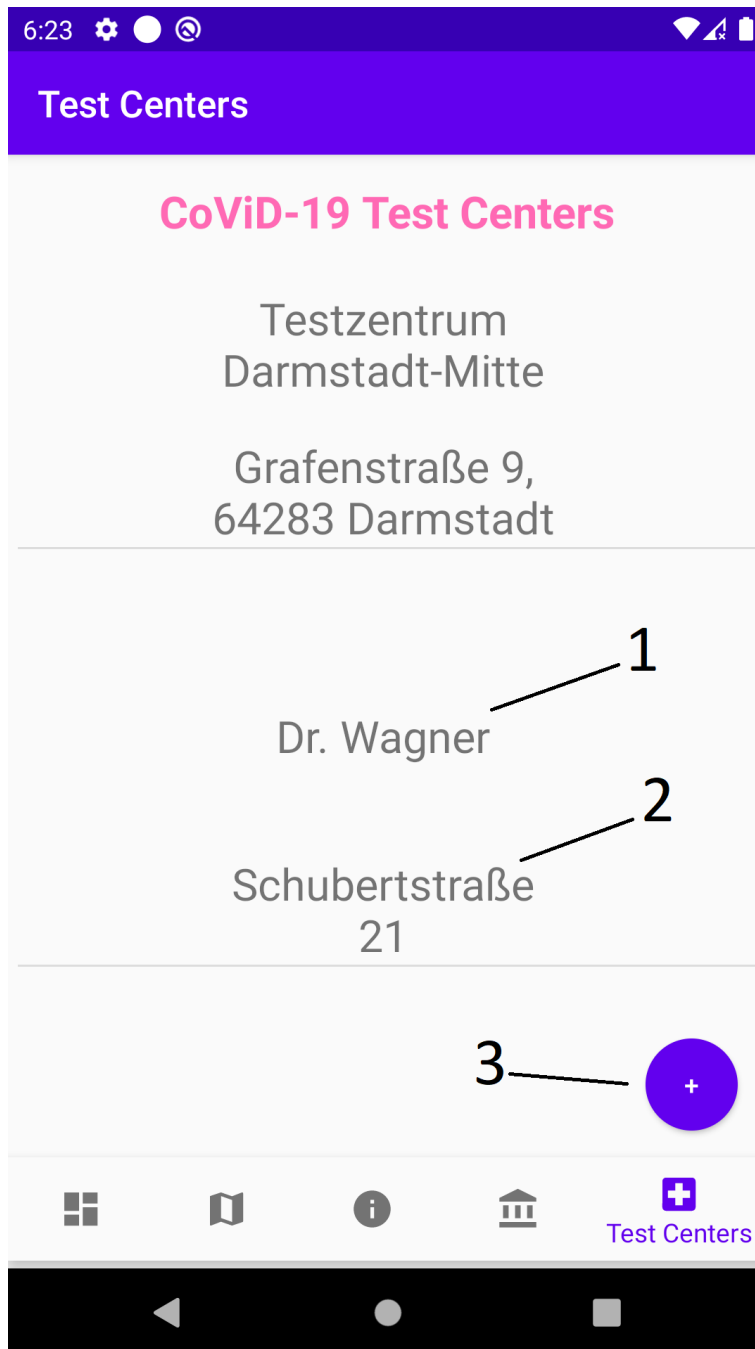 6:23
Test Centers
CoViD-19 Test Centers
Testzentrum
Darmstadt-Mitte
Grafenstraße 9,
64283 Darmstadt
1
Dr. Wagner
2
Schubertstraße
21
3
+
Test Centers